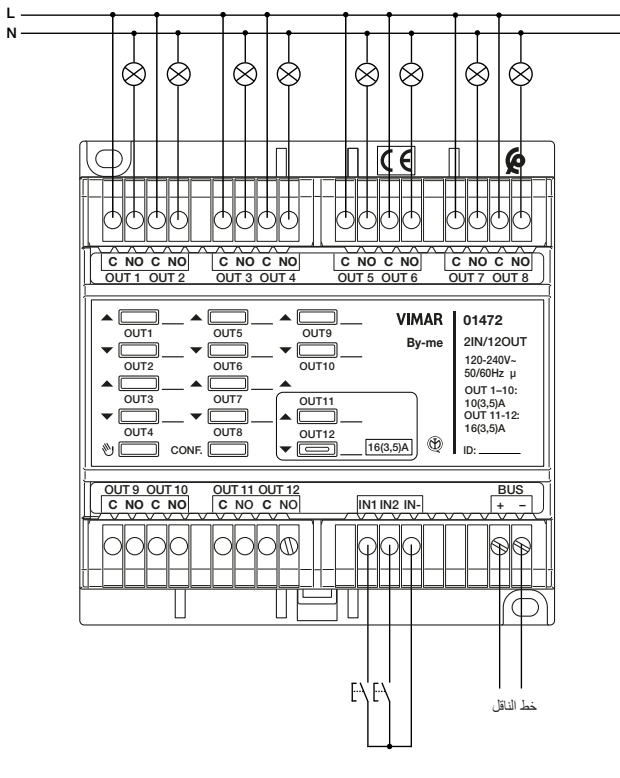 L
N
CE
C NO C NO C NO C NO C NO C NO C NO C NO
OUT 1 OUT 2 OUT 3 OUT 4 OUT 5 OUT 6 OUT 7 OUT 8
VIMAR
By-me
01472
2IN/12OUT
120-240V~
50/60Hz µ
OUT 1-10:
10(3,5)A
OUT 11-12:
16(3,5)A
ID:
OUT1 OUT5 OUT9
OUT2 OUT6 OUT10
OUT3 OUT7 OUT11
OUT4 OUT8 OUT12
CONF. 16(3,5)A
OUT 9 OUT 10 OUT 11 OUT 12 BUS
C NO C NO C NO C NO IN1 IN2 IN- + −
خط الناقل